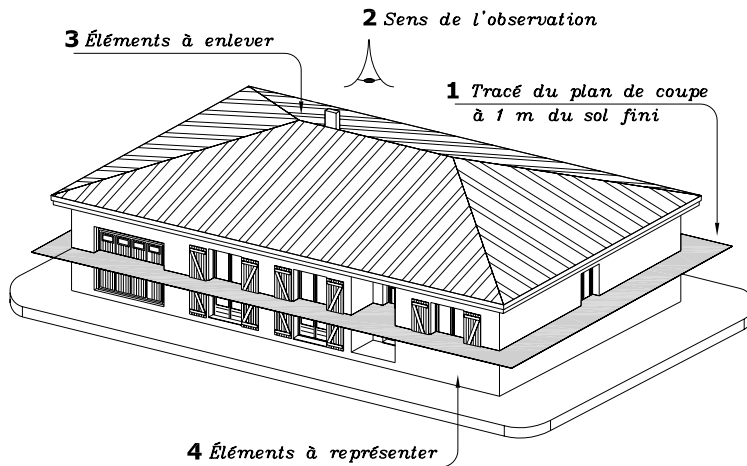 2 Sens de l'observation
3 Éléments à enlever
1 Tracé du plan de coupe
à 1 m du sol fini
4 Éléments à représenter